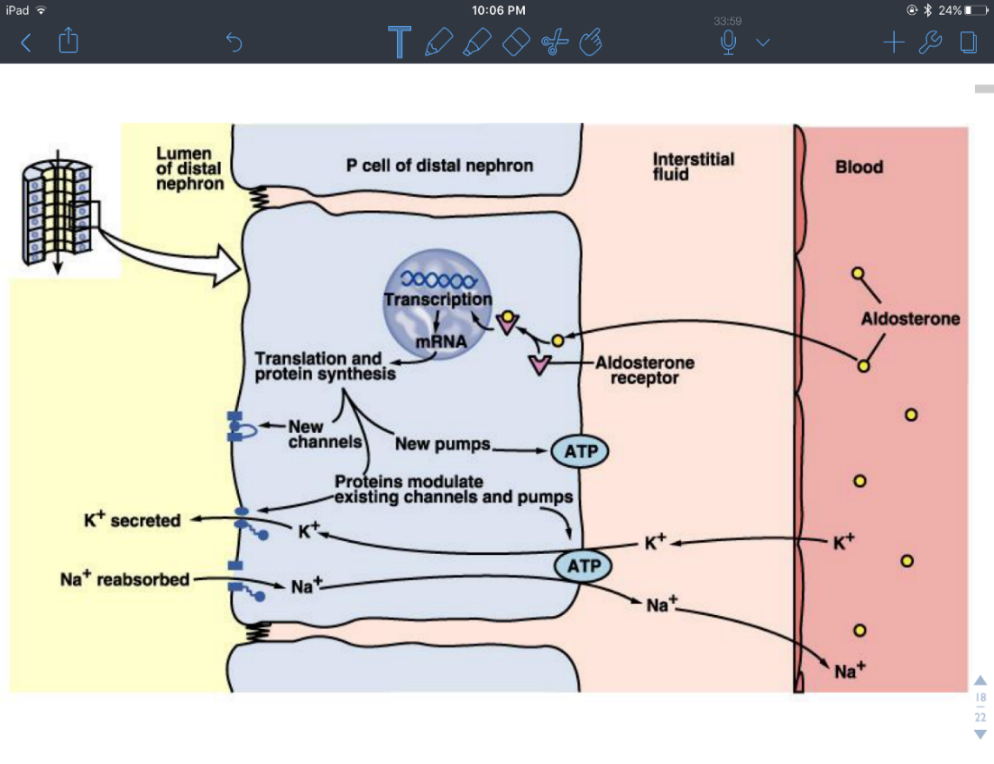 iPad
10:06 PM
24%
33:59
T
Lumen
of distal
nephron
P cell of distal nephron
Interstitial
fluid
Blood
Transcription
mRNA
Aldosterone
Translation and
protein synthesis
Aldosterone
receptor
New
channels
New pumps
ATP
Proteins modulate
existing channels and pumps
K+ secreted
K+
K+
K+
ATP
Na+ reabsorbed
Na+
Na+
Na+
18
22